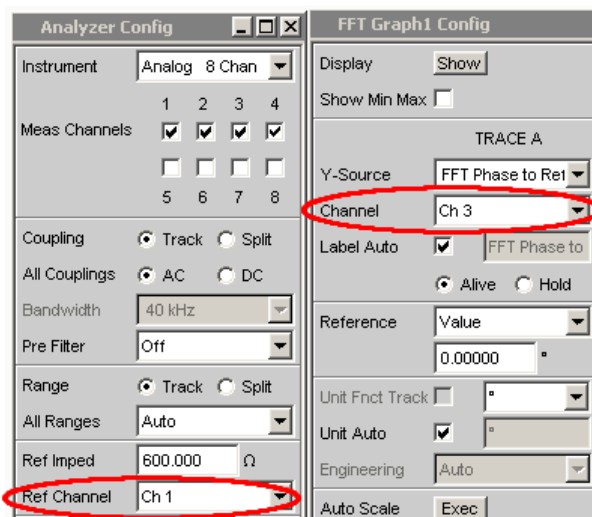 Analyzer Config
Instrument Analog 8 Chan
1 2 3 4
Meas Channels
5 6 7 8
Coupling Track Split
All Couplings AC DC
Bandwidth 40 kHz
Pre Filter Off
Range Track Split
All Ranges Auto
Ref Imped 600.000 Ω
Ref Channel Ch 1
FFT Graph1 Config
Display Show
Show Min Max
TRACE A
Y-Source FFT Phase to Ref
Channel Ch 3
Label Auto FFT Phase to
Alive Hold
Reference Value
0.00000 °
Unit Fnct Track °
Unit Auto °
Engineering Auto
Auto Scale Exec